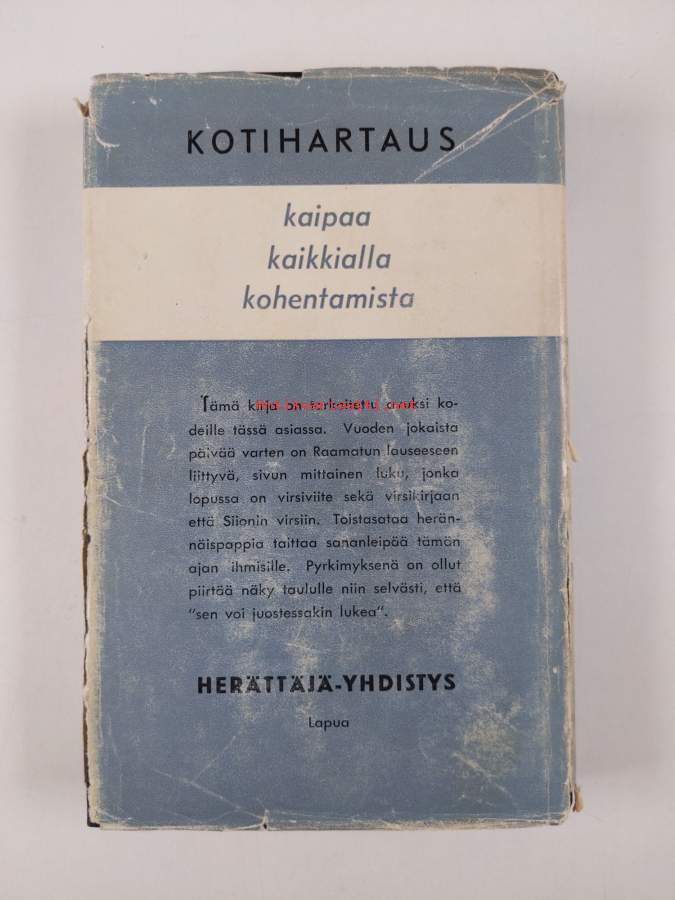 KOTIHARTAUS
kaipaa
kaikkialla
kohentamista
Tämä kirja on tarkoitettu avuksi ko-
deille tässä asiassa. Vuoden jokaista
päivää varten on Raamatun lauseeseen
liittyvä, sivun mittainen luku, jonka
lopussa on virsiviite sekä virsikirjaan
että Siionin virsiin. Toistasataa herän-
näispappia taittaa sananleipää tämän
ajan ihmisille. Pyrkimyksenä on ollut
piirtää näky taululle niin selvästi, että
"sen voi juostessakin lukea".
HERÄTTÄJÄ-YHDISTYS
Lapua